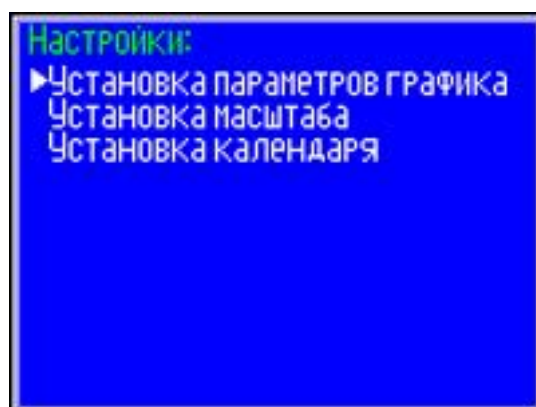 Настройки:
▶Установка параметров графика
Установка масштаба
Установка календаря